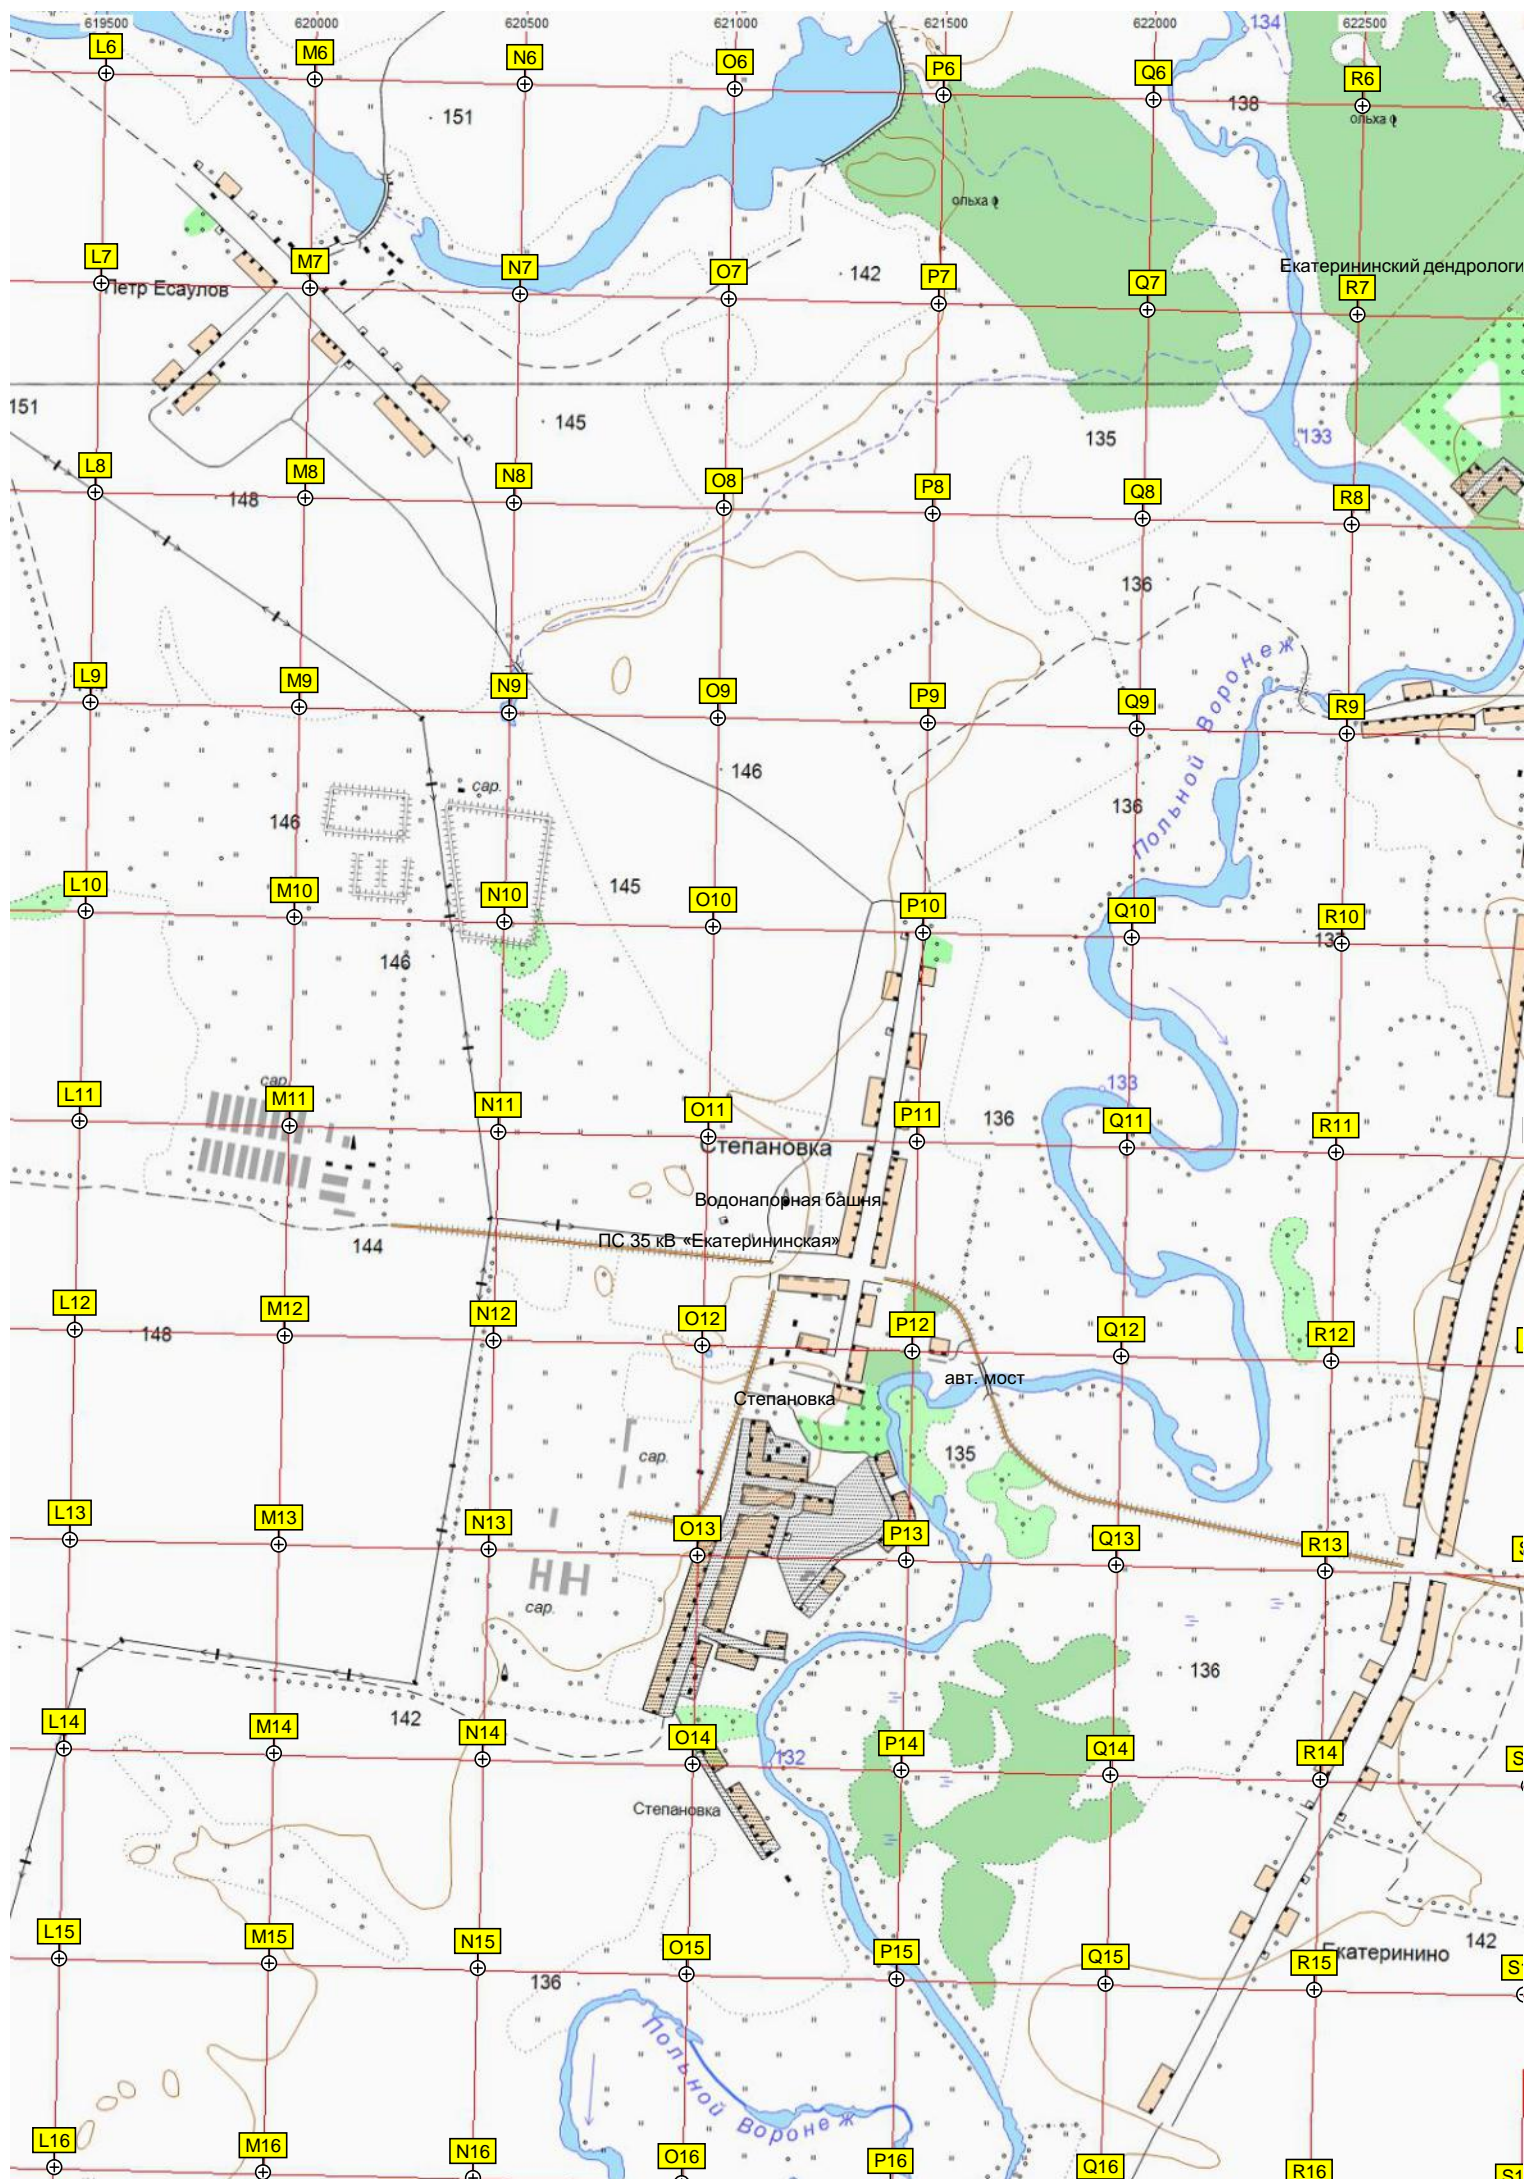 619500 620000 620500 621000 621500 622000 622500
134
L6 M6 N6 O6 P6 Q6 R6
151
138
ольха
ольха
Екатерининский дендрологи
L7 M7 N7 O7 P7 Q7 R7
Петр Есаулов
142
151
145
135
133
L8 M8 N8 O8 P8 Q8 R8
148
136
Польной Воронеж
L9 M9 N9 O9 P9 Q9 R9
146
сар.
146
136
L10 M10 N10 O10 P10 Q10 R10
145
137
146
133
сар.
L11 M11 N11 O11 P11 Q11 R11
136
Степановка
Водонапорная башня
ПС 35 кВ «Екатерининская»
144
L12 M12 N12 O12 P12 Q12 R12
148
авт. мост
Степановка
135
сар.
L13 M13 N13 O13 P13 Q13 R13
сар.
136
142
L14 M14 N14 O14 P14 Q14 R14
132
Степановка
142
Екатеринино
L15 M15 N15 O15 P15 Q15 R15
136
Польной Воронеж
L16 M16 N16 O16 P16 Q16 R16